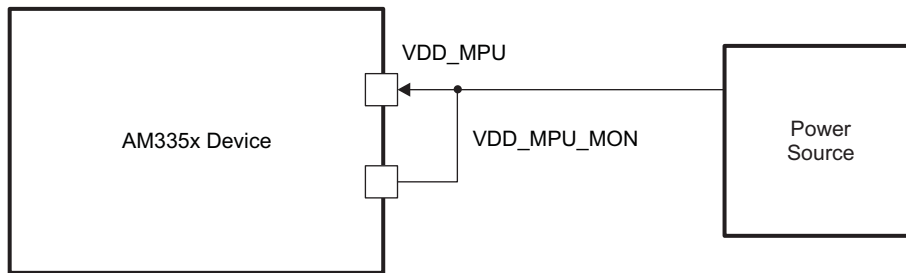 VDD_MPU
AM335x Device
VDD_MPU_MON
Power
Source